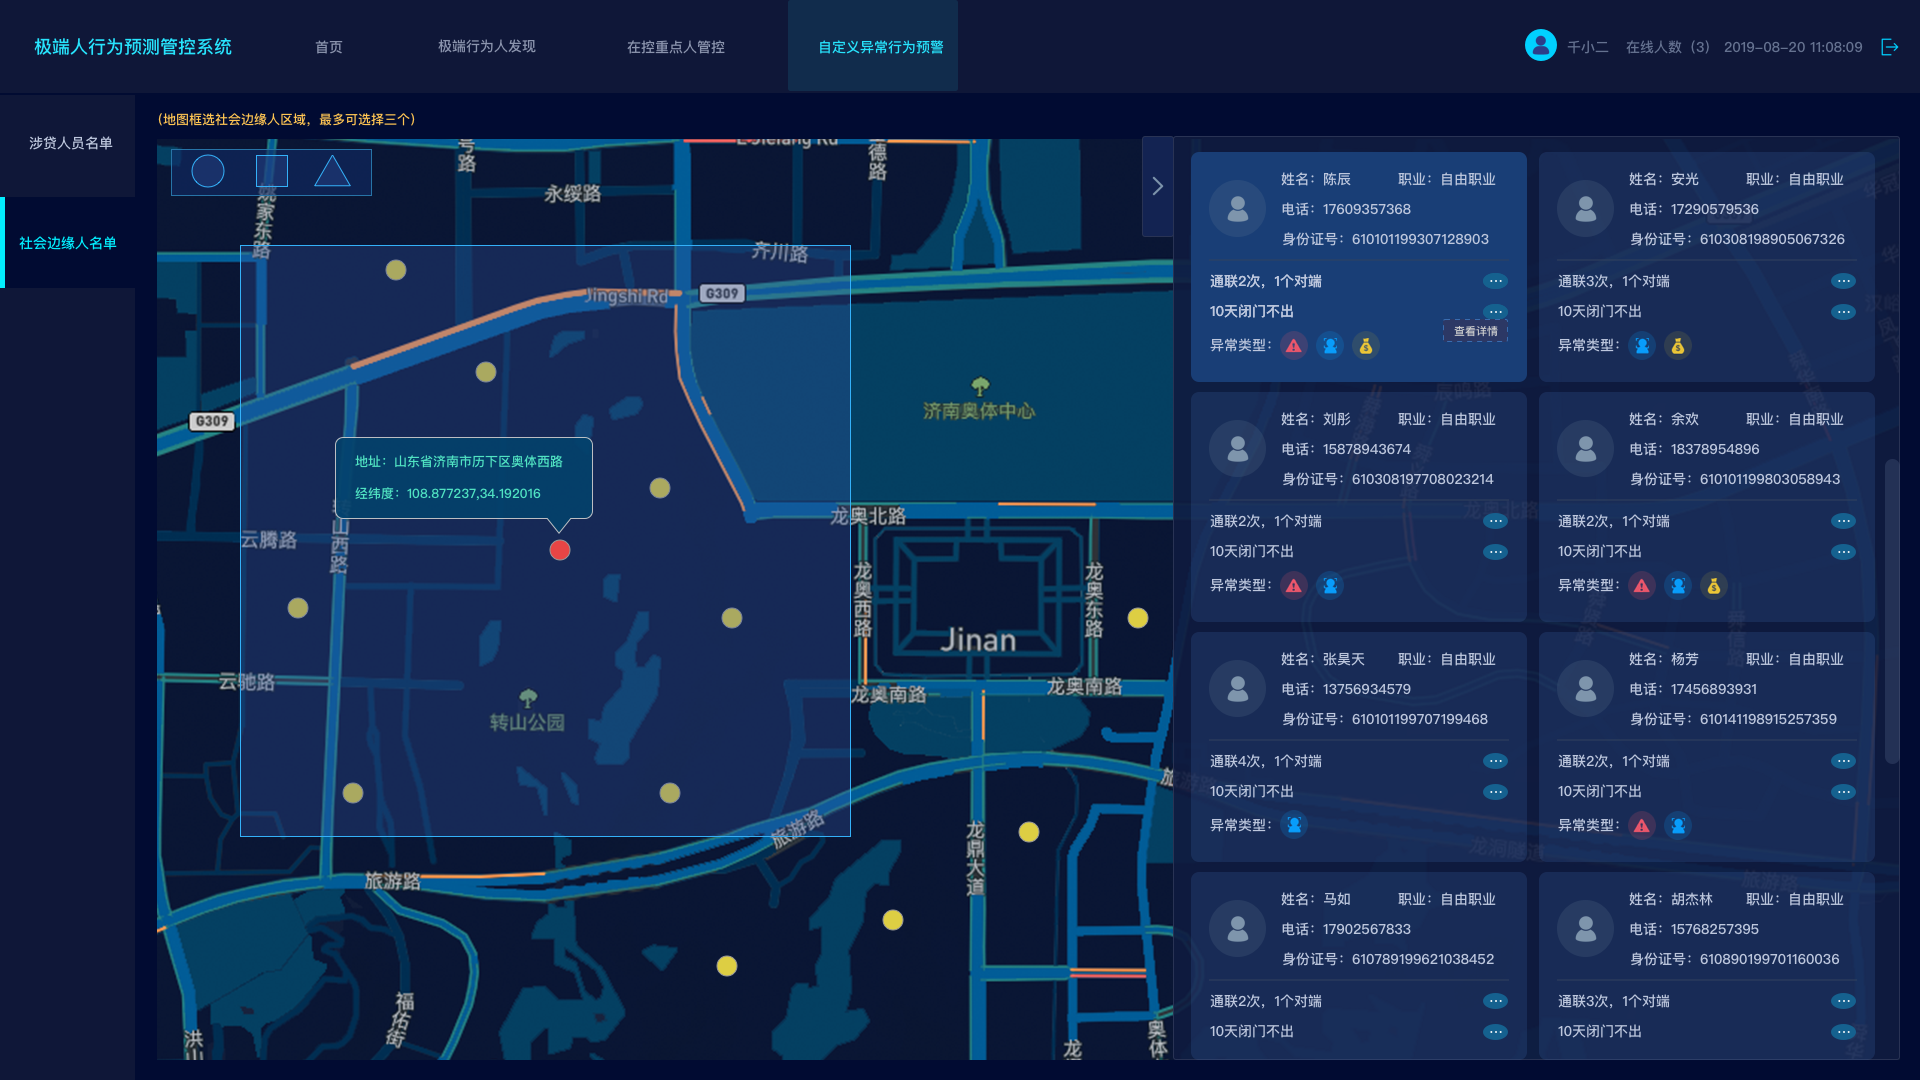 极端人行为预测管控系统
首页
极端行为人发现
在控重点人管控
自定义异常行为预警
千小二
在线人数（3）
2019-08-20 11:08:09
涉贷人员名单
社会边缘人名单
(地图框选社会边缘人区域，最多可选择三个)
号路
德路
永绥路
姚家东路
齐川路
Jingshi Rd
G309
G309
济南奥体中心
地址：山东省济南市历下区奥体西路
经纬度：108.877237,34.192016
转山西路
云腾路
龙奥北路
龙奥西路
龙奥东路
Jinan
云驰路
龙奥南路
龙奥南路
转山公园
旅游路
旅游路
龙鼎大道
福佑街
洪山
龙
奥体
姓名：陈辰
职业：自由职业
电话：17609357368
身份证号：610101199307128903
通联2次，1个对端
10天闭门不出
查看详情
异常类型：
姓名：安光
职业：自由职业
电话：17290579536
身份证号：610308198905067326
通联3次，1个对端
10天闭门不出
异常类型：
姓名：刘彤
职业：自由职业
电话：15878943674
身份证号：610308197708023214
通联2次，1个对端
10天闭门不出
异常类型：
姓名：余欢
职业：自由职业
电话：18378954896
身份证号：610101199803058943
通联2次，1个对端
10天闭门不出
异常类型：
姓名：张昊天
职业：自由职业
电话：13756934579
身份证号：610101199707199468
通联4次，1个对端
10天闭门不出
异常类型：
姓名：杨芳
职业：自由职业
电话：17456893931
身份证号：610141198915257359
通联2次，1个对端
10天闭门不出
异常类型：
姓名：马如
职业：自由职业
电话：17902567833
身份证号：610789199621038452
通联2次，1个对端
10天闭门不出
姓名：胡杰林
职业：自由职业
电话：15768257395
身份证号：610890199701160036
通联3次，1个对端
10天闭门不出